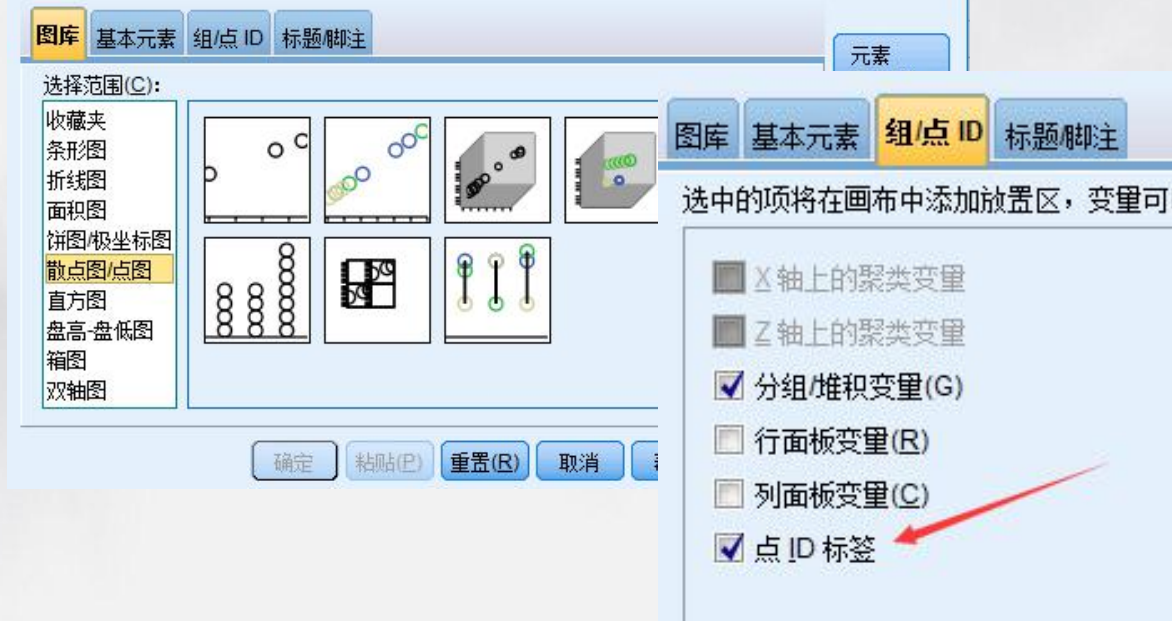 图库 基本元素 组/点 ID 标题/脚注
元素
选择范围(C):
收藏夹
条形图
折线图
面积图
饼图/极坐标图
散点图/点图
直方图
盘高-盘低图
箱图
双轴图
确定 粘贴(P) 重置(R) 取消
图库 基本元素 组/点 ID 标题/脚注
选中的项将在画布中添加放置区，变量可
X 轴上的聚类变量
Z 轴上的聚类变量
分组/堆积变量(G)
行面板变量(R)
列面板变量(C)
点 ID 标签